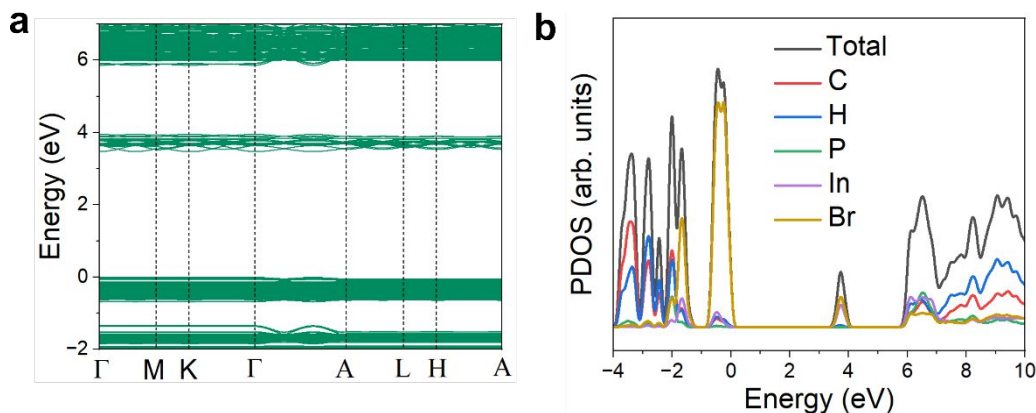 a
Energy (eV)
6
4
2
0
−2
Γ M K Γ A L H A
b
PDOS (arb. units)
Total
C
H
P
In
Br
−4 −2 0 2 4 6 8 10
Energy (eV)